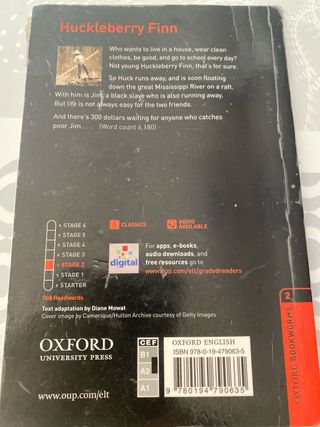 Huckleberry Finn
Who wants to live in a house, wear clean
clothes, be good, and go to school every day?
Not young Huckleberry Finn, that's for sure.
So Huck runs away, and is soon floating
down the great Mississippi River on a raft.
With him is Jim, a black slave who is also running away.
But life is not always easy for the two friends.
And there's 300 dollars waiting for anyone who catches
poor Jim . . . [Word count 6,180]
STAGE 6
STAGE 5
STAGE 4
STAGE 3
STAGE 2
STAGE 1
STARTER
CLASSICS
AUDIO
AVAILABLE
digital
For apps, e-books,
audio downloads, and
free resources go to
www.oup.com/elt/gradedreaders
700 Headwords
Text adaptation by Diane Mowat
Cover image by Camerique/Hulton Archive courtesy of Getty Images
2
OXFORD BOOKWORMS
OXFORD
UNIVERSITY PRESS
www.oup.com/elt
CEF
B1
A2
A1
OXFORD ENGLISH
ISBN 978-0-19-479063-5
9 780194 790635